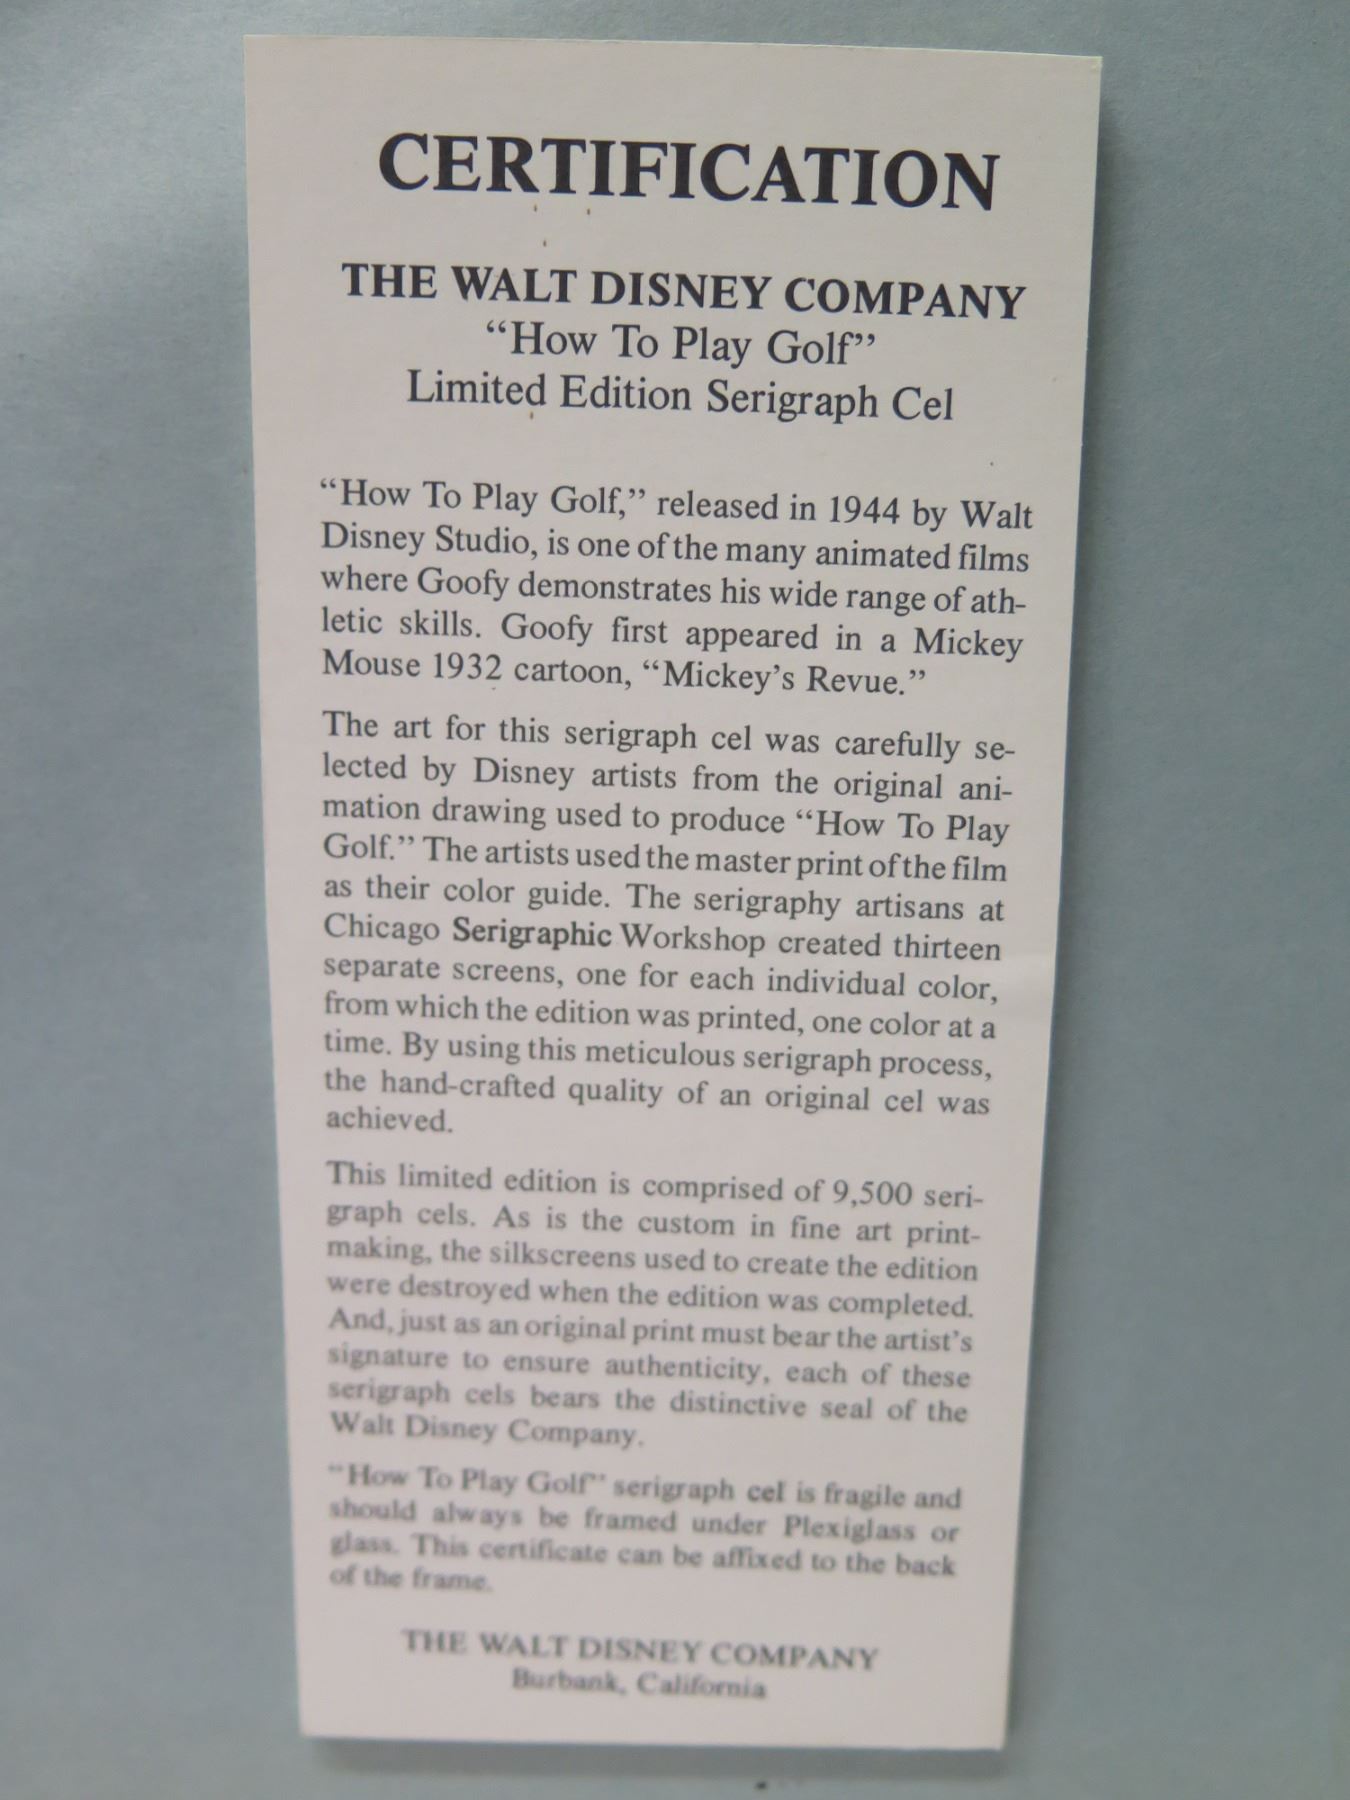 CERTIFICATION
THE WALT DISNEY COMPANY
“How To Play Golf”
Limited Edition Serigraph Cel
“How To Play Golf,” released in 1944 by Walt
Disney Studio, is one of the many animated films
where Goofy demonstrates his wide range of ath-
letic skills. Goofy first appeared in a Mickey
Mouse 1932 cartoon, “Mickey’s Revue.”
The art for this serigraph cel was carefully se-
lected by Disney artists from the original ani-
mation drawing used to produce “How To Play
Golf.” The artists used the master print of the film
as their color guide. The serigraphy artisans at
Chicago Serigraphic Workshop created thirteen
separate screens, one for each individual color,
from which the edition was printed, one color at a
time. By using this meticulous serigraph process,
the hand-crafted quality of an original cel was
achieved.
This limited edition is comprised of 9,500 seri-
graph cels. As is the custom in fine art print-
making, the silkscreens used to create the edition
were destroyed when the edition was completed.
And, just as an original print must bear the artist’s
signature to ensure authenticity, each of these
serigraph cels bears the distinctive seal of the
Walt Disney Company.
“How To Play Golf” serigraph cel is fragile and
should always be framed under Plexiglass or
glass. This certificate can be affixed to the back
of the frame.
THE WALT DISNEY COMPANY
Burbank, California